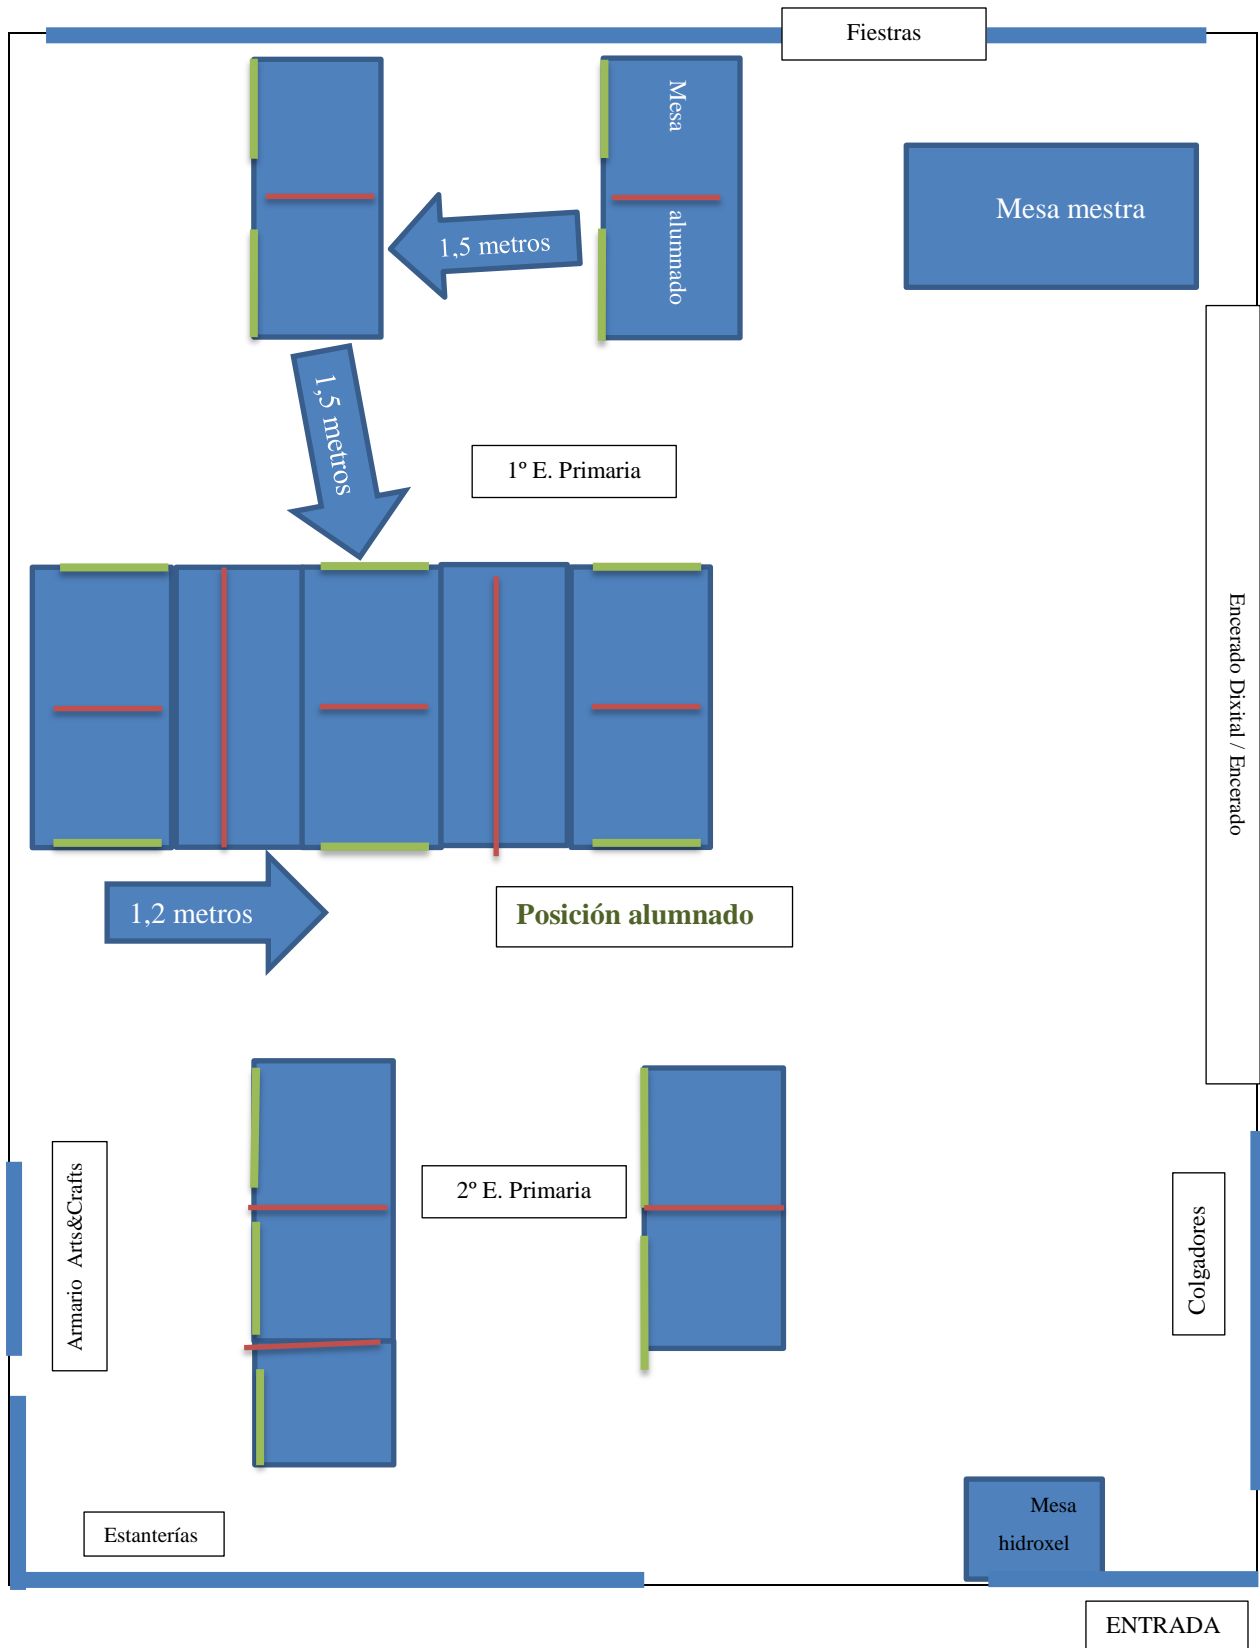 Fiestras
Mesa alumnado
Mesa mestra
1,5 metros
1,5 metros
1º E. Primaria
Encerado Dixital / Encerado
1,2 metros
Posición alumnado
Armario Arts&Crafts
2º E. Primaria
Colgadores
Estanterías
Mesa
hidroxel
ENTRADA